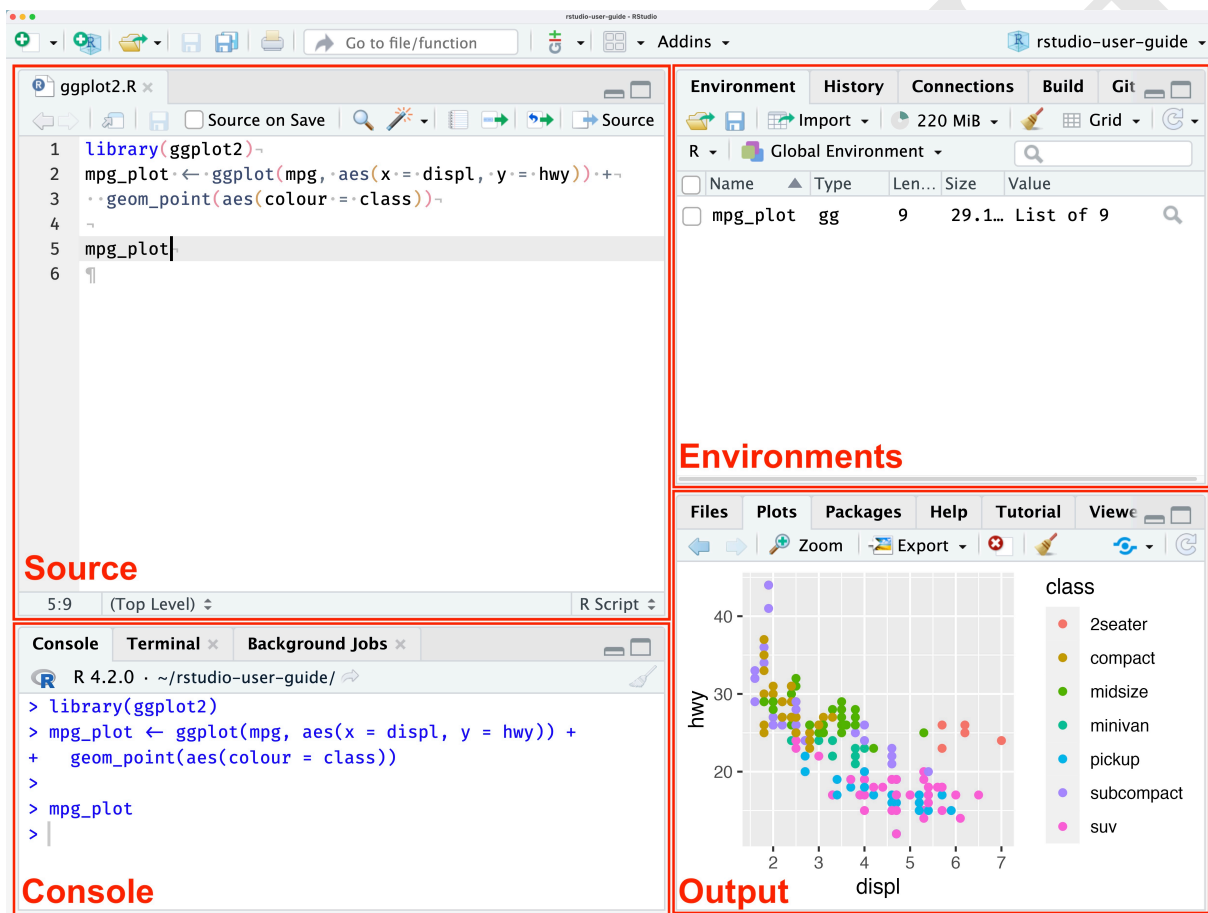 rstudio-user-guide - RStudio
Go to file/function
Addins
rstudio-user-guide
ggplot2.R
Source on Save
Source
1 library(ggplot2)¬
2 mpg_plot·←·ggplot(mpg,·aes(x·=·displ,·y·=·hwy))·+¬
3 ··geom_point(aes(colour·=·class))¬
4 ¬
5 mpg_plot¬
6 ¶
Source
5:9 (Top Level) R Script
Console Terminal Background Jobs
R 4.2.0 · ~/rstudio-user-guide/
> library(ggplot2)
> mpg_plot ← ggplot(mpg, aes(x = displ, y = hwy)) +
+   geom_point(aes(colour = class))
>
> mpg_plot
>
Console
Environment History Connections Build Git
Import 220 MiB Grid
R Global Environment
Name Type Len... Size Value
mpg_plot gg 9 29.1… List of 9
Environments
Files Plots Packages Help Tutorial Viewe
Zoom Export
hwy
40
30
20
2 3 4 5 6 7
displ
class
2seater
compact
midsize
minivan
pickup
subcompact
suv
Output